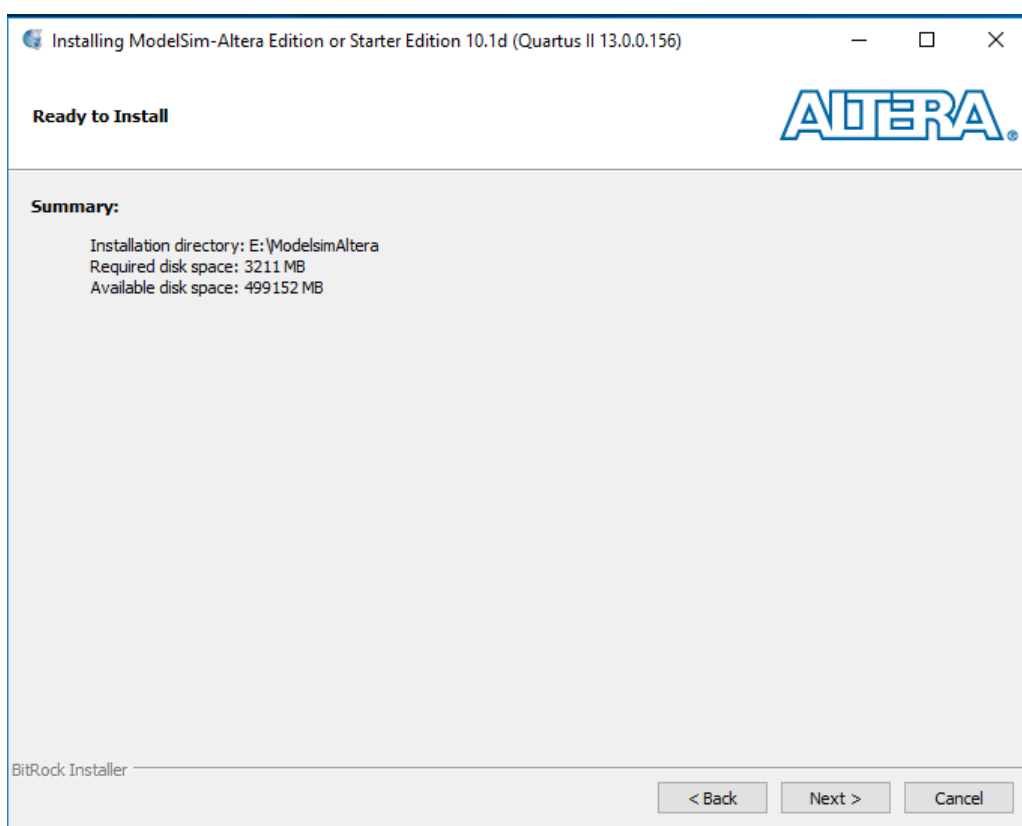 Installing ModelSim-Altera Edition or Starter Edition 10.1d (Quartus II 13.0.0.156)
Ready to Install
ALTERA®
Summary:
Installation directory: E:\ModelsimAltera
Required disk space: 3211 MB
Available disk space: 499152 MB
BitRock Installer
< Back
Next >
Cancel